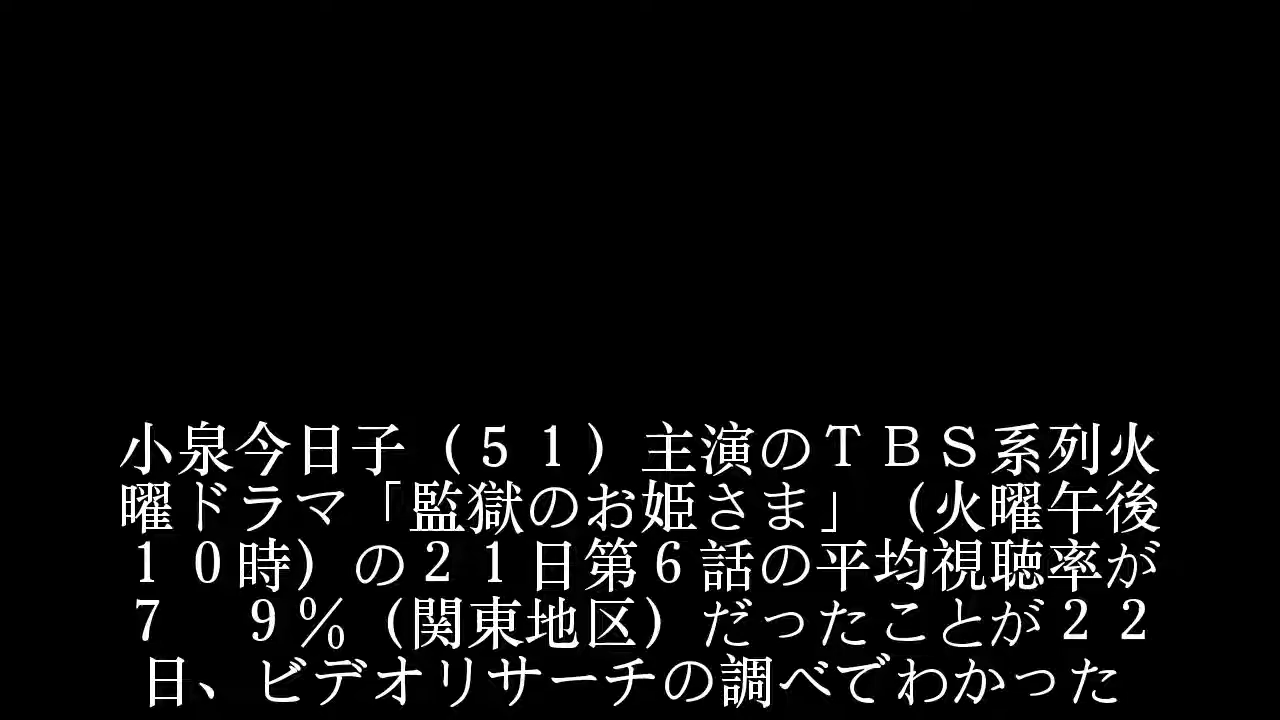 小泉今日子（５１）主演のＴＢＳ系列火
曜ドラマ「監獄のお姫さま」（火曜午後
１０時）の２１日第６話の平均視聴率が
７　９％（関東地区）だったことが２２
日、ビデオリサーチの調べでわかった